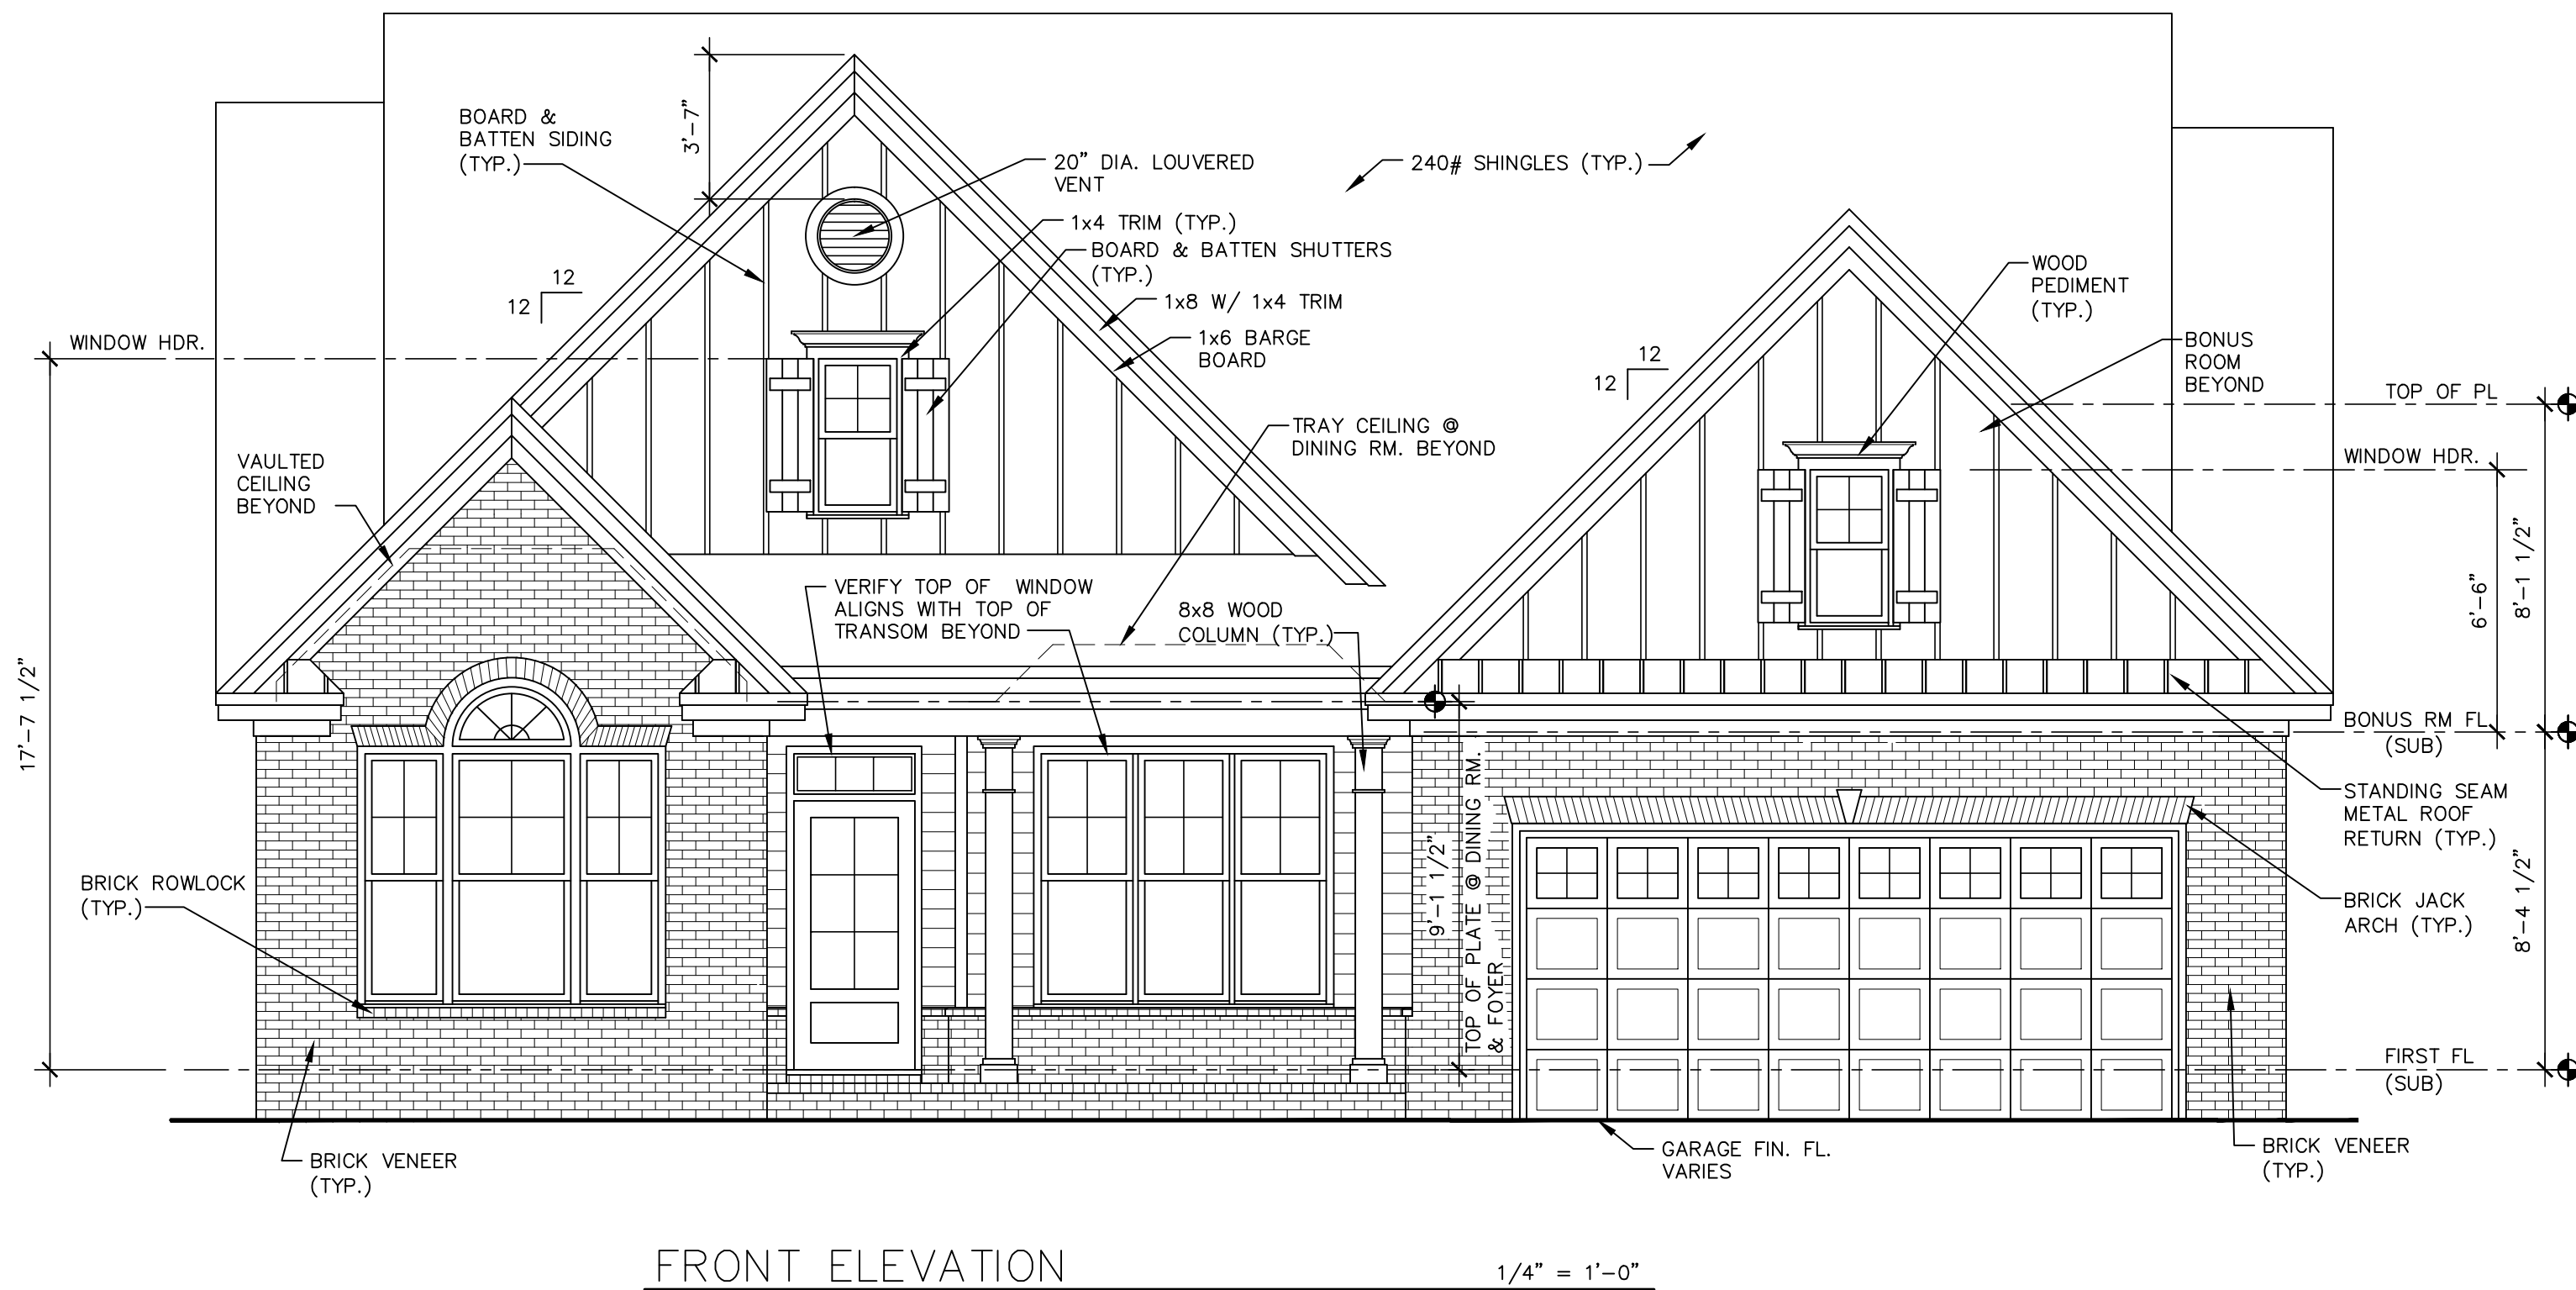 3'-7"
BOARD &
BATTEN SIDING
(TYP.)
20" DIA. LOUVERED
VENT
240# SHINGLES (TYP.)
1x4 TRIM (TYP.)
BOARD & BATTEN SHUTTERS
(TYP.)
1x8 W/ 1x4 TRIM
1x6 BARGE
BOARD
12
12
WOOD
PEDIMENT
(TYP.)
BONUS
ROOM
BEYOND
12
12
WINDOW HDR.
TOP OF PL
WINDOW HDR.
TRAY CEILING @
DINING RM. BEYOND
VAULTED
CEILING
BEYOND
VERIFY TOP OF WINDOW
ALIGNS WITH TOP OF
TRANSOM BEYOND
8x8 WOOD
COLUMN (TYP.)
8'-1 1/2"
6'-6"
17'-7 1/2"
BONUS RM FL
(SUB)
STANDING SEAM
METAL ROOF
RETURN (TYP.)
9'-1 1/2"
TOP OF PLATE @ DINING RM.
& FOYER
8'-4 1/2"
BRICK ROWLOCK
(TYP.)
BRICK JACK
ARCH (TYP.)
FIRST FL
(SUB)
BRICK VENEER
(TYP.)
GARAGE FIN. FL.
VARIES
BRICK VENEER
(TYP.)
FRONT ELEVATION
1/4" = 1'-0"